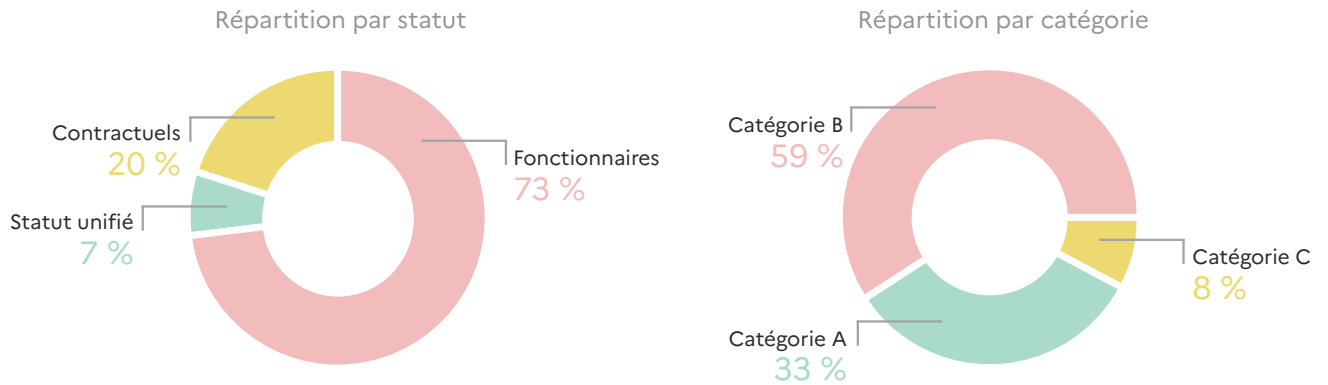 Répartition par statut
Contractuels
20 %
Fonctionnaires
73 %
Statut unifié
7 %
Répartition par catégorie
Catégorie B
59 %
Catégorie C
8 %
Catégorie A
33 %